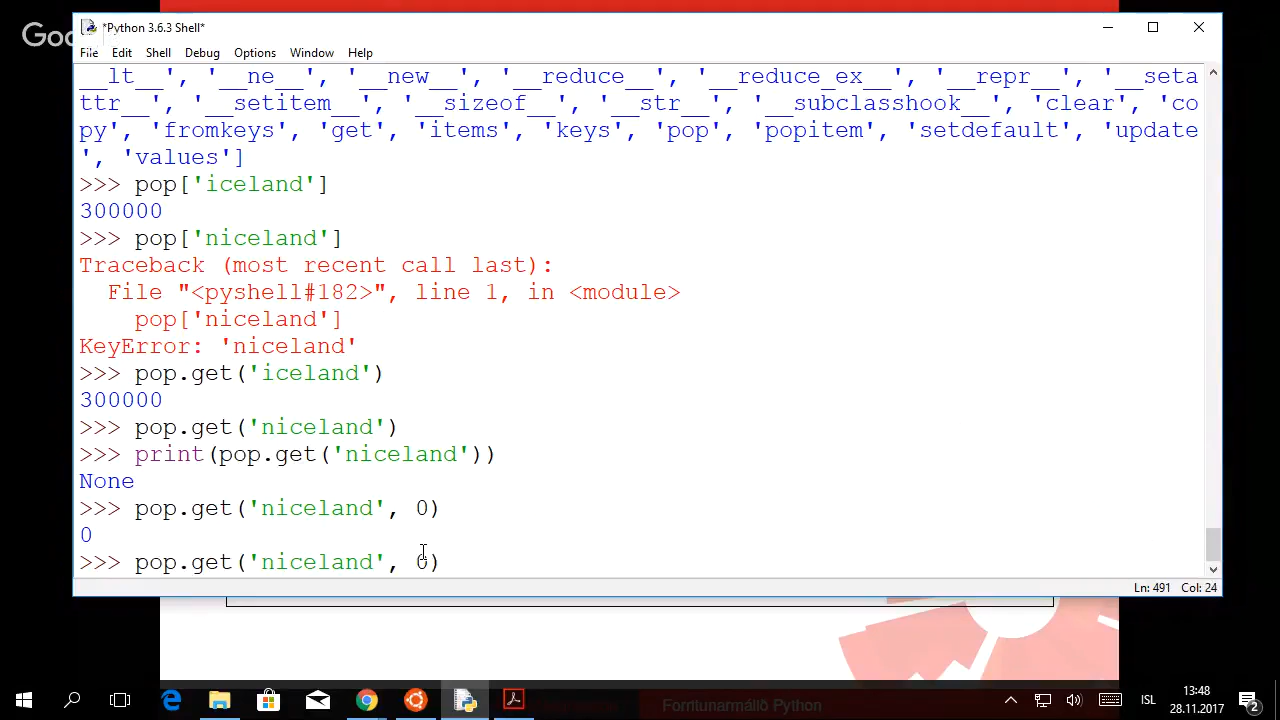 Goo
*Python 3.6.3 Shell*
File Edit Shell Debug Options Window Help
__lt__', '__ne__', '__new__', '__reduce__', '__reduce_ex__', '__repr__', '__seta
ttr__', '__setitem__', '__sizeof__', '__str__', '__subclasshook__', 'clear', 'co
py', 'fromkeys', 'get', 'items', 'keys', 'pop', 'popitem', 'setdefault', 'update
', 'values']
>>> pop['iceland']
300000
>>> pop['niceland']
Traceback (most recent call last):
  File "<pyshell#182>", line 1, in <module>
    pop['niceland']
KeyError: 'niceland'
>>> pop.get('iceland')
300000
>>> pop.get('niceland')
>>> print(pop.get('niceland'))
None
>>> pop.get('niceland', 0)
0
>>> pop.get('niceland', 0)
Ln: 491 Col: 24
Forritunarmálið Python
ISL
13:48
28.11.2017
2